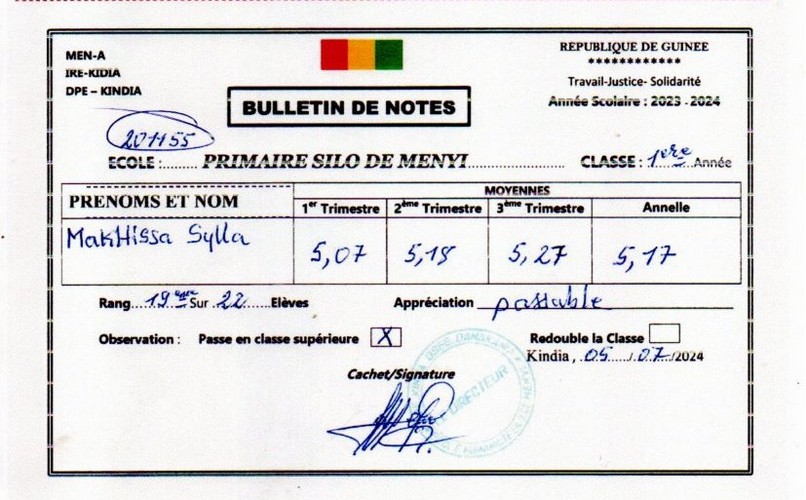 MEN-A
IRE-KIDIA
DPE – KINDIA
REPUBLIQUE DE GUINEE
************
Travail-Justice- Solidarité
Année Scolaire : 2023 - 2024
BULLETIN DE NOTES
201155
ECOLE :...... PRIMAIRE SILO DE MENYI...................... CLASSE : 1ère Année
PRENOMS ET NOM
MOYENNES
1er Trimestre 2ème Trimestre 3ème Trimestre Annelle
MakHissa Sylla 5,07 5,18 5,27 5,17
Rang 19ème Sur 22 Elèves Appréciation passable
Observation : Passe en classe supérieure X Redouble la Classe
Kindia , 05 / 07 /2024
Cachet/Signature
DIRECTEUR